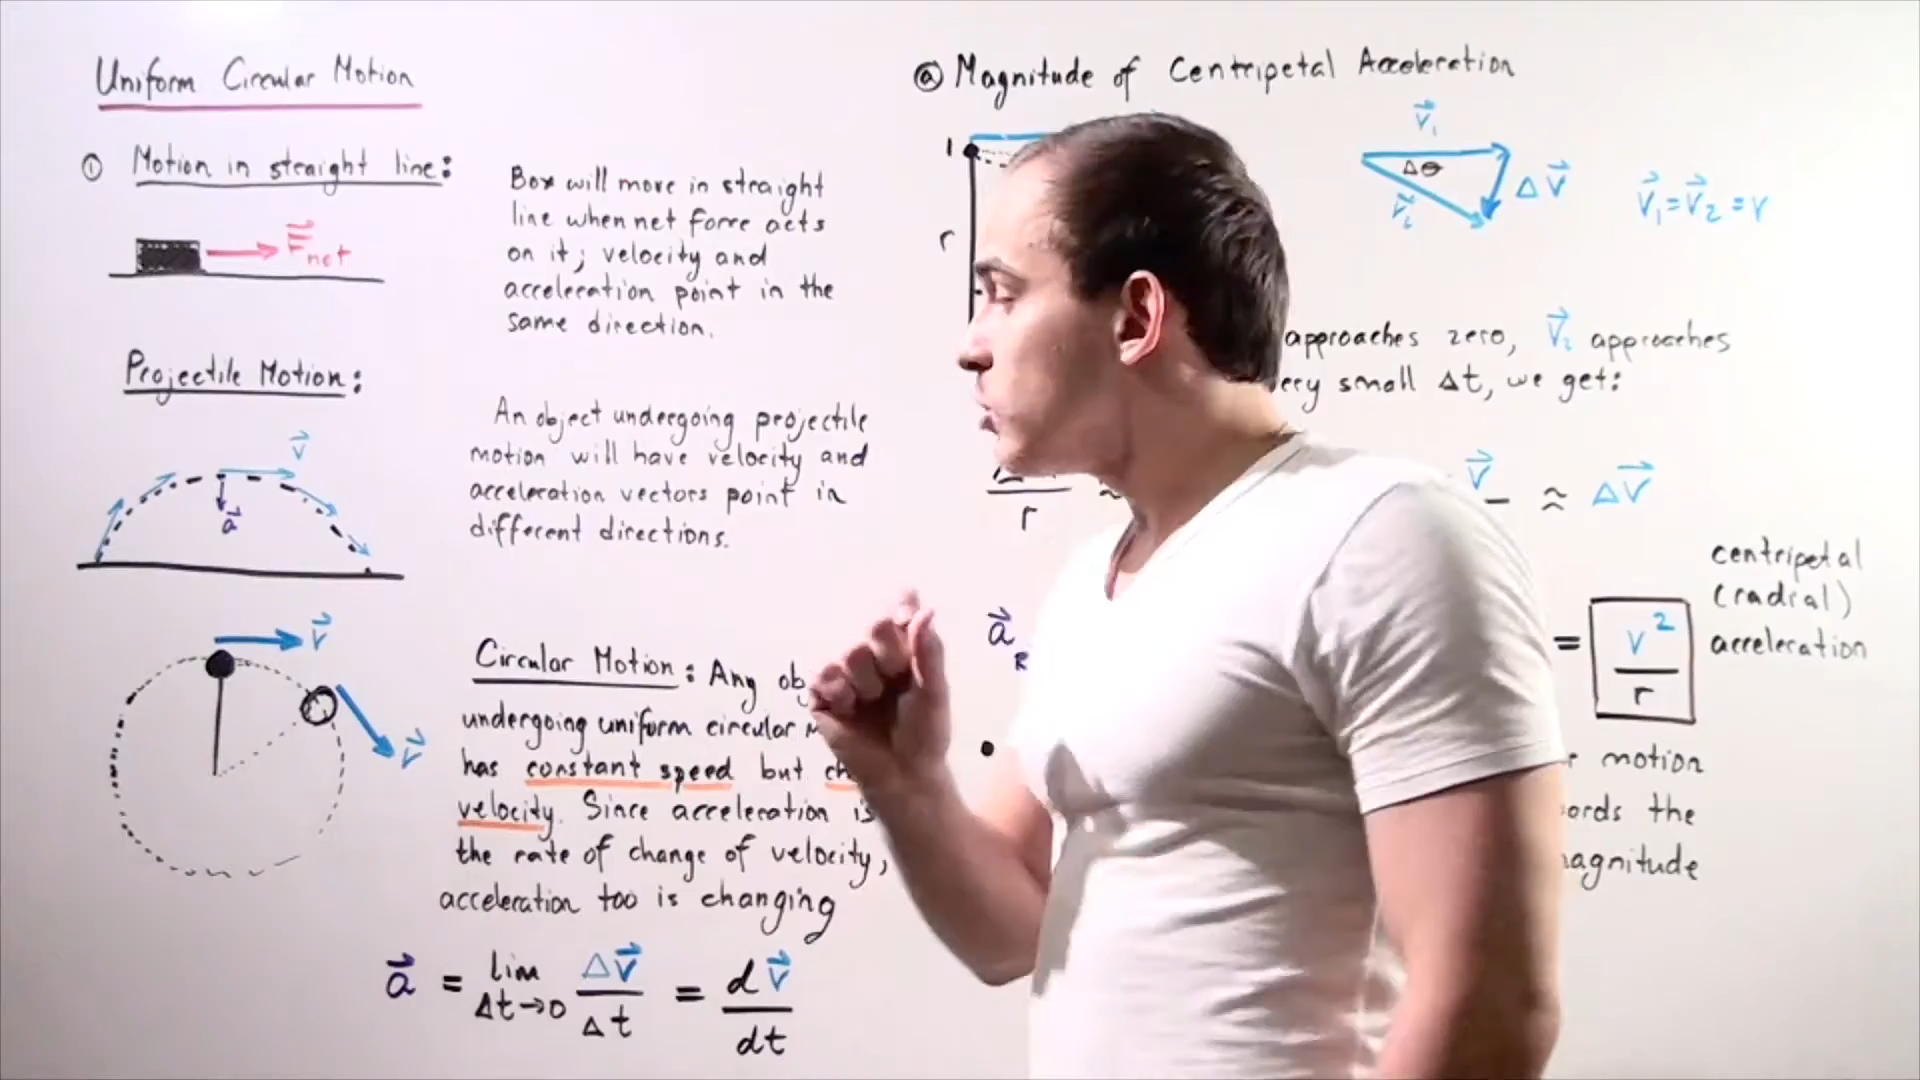 Uniform Circular Motion
① Motion in straight line:
F⃗net
Box will move in straight
line when net force acts
on it; velocity and
acceleration point in the
same direction.
Projectile Motion:
v⃗
a⃗
An object undergoing projectile
motion will have velocity and
acceleration vectors point in
different directions.
v⃗
v⃗
Circular Motion: Any
undergoing uniform circular
has constant speed but
velocity. Since acceleration is
the rate of change of velocity,
acceleration too is changing
a⃗ = lim Δt→0 Δv⃗/Δt = dv⃗/dt
ⓐ Magnitude of Centripetal Acceleration
1
r
v⃗₁
Δθ
v⃗₂
Δv⃗
v⃗₁=v⃗₂=v
approaches zero, v⃗₂ approaches
small Δt, we get:
r
v⃗
≈ Δv⃗
a⃗R
= v²/r
centripetal
(radial)
acceleration
•
motion
the
magnitude